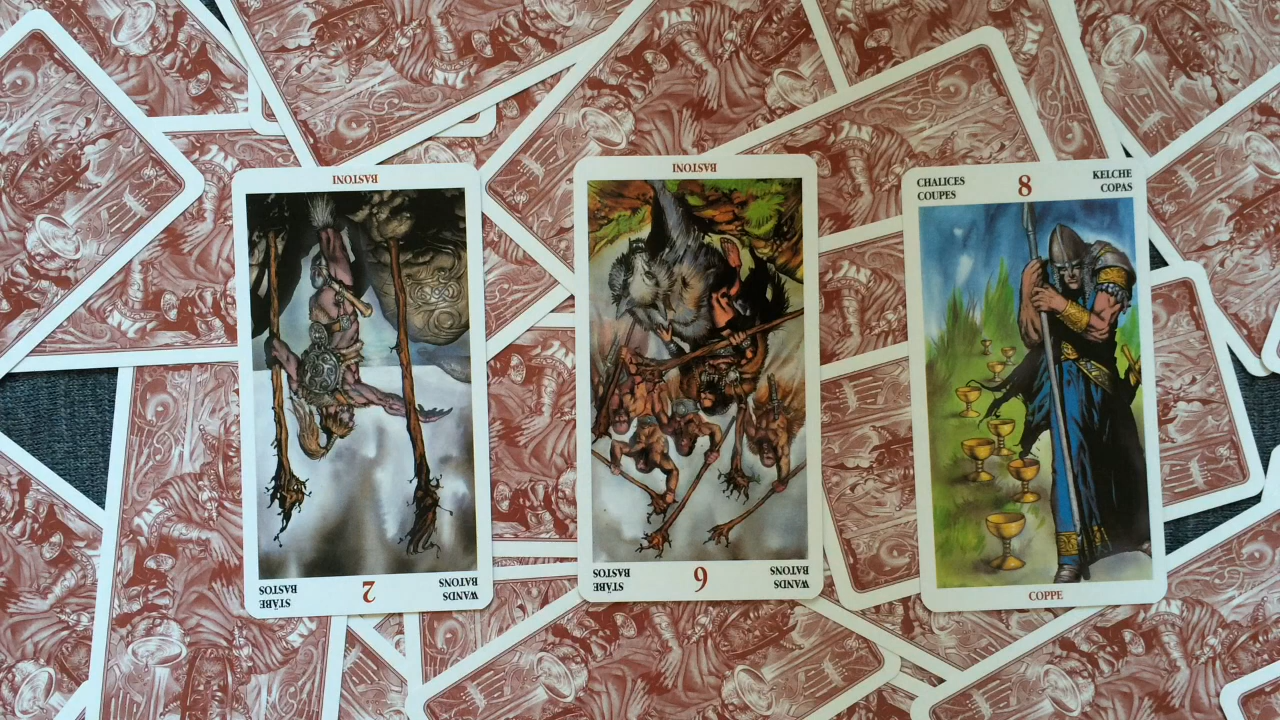 BASTONI
2
WANDS
BATONS
STÄBE
BASTOS
BASTONI
6
WANDS
BATONS
STÄBE
BASTOS
CHALICES
COUPES
8
KELCHE
COPAS
COPPE